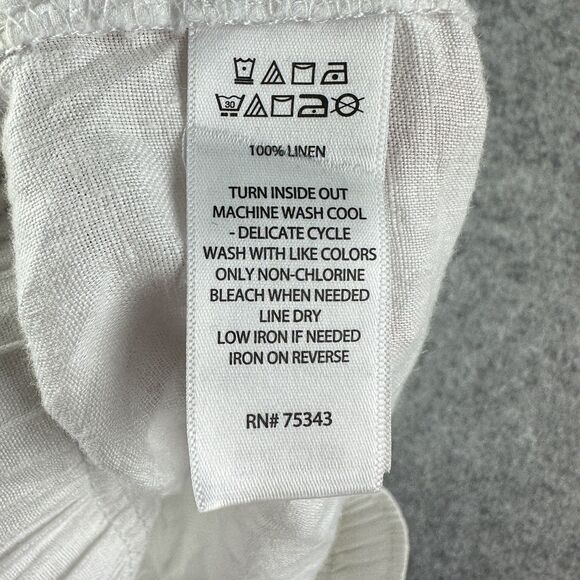 30
100% LINEN
TURN INSIDE OUT
MACHINE WASH COOL
- DELICATE CYCLE
WASH WITH LIKE COLORS
ONLY NON-CHLORINE
BLEACH WHEN NEEDED
LINE DRY
LOW IRON IF NEEDED
IRON ON REVERSE
RN# 75343